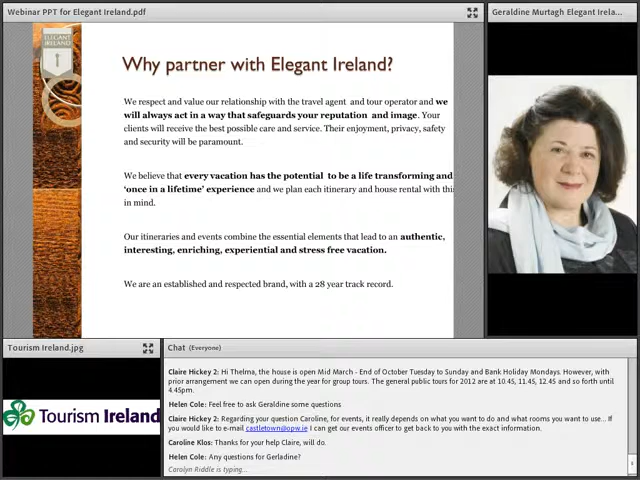 Webinar PPT for Elegant Ireland.pdf
Geraldine Murtagh Elegant Irela...
ELEGANT
IRELAND
Why partner with Elegant Ireland?
We respect and value our relationship with the travel agent and tour operator and we
will always act in a way that safeguards your reputation and image. Your
clients will receive the best possible care and service. Their enjoyment, privacy, safety
and security will be paramount.
We believe that every vacation has the potential to be a life transforming and
‘once in a lifetime’ experience and we plan each itinerary and house rental with this
in mind.
Our itineraries and events combine the essential elements that lead to an authentic,
interesting, enriching, experiential and stress free vacation.
We are an established and respected brand, with a 28 year track record.
Tourism Ireland.jpg
Tourism Ireland
Chat (Everyone)
Claire Hickey 2: Hi Thelma, the house is open Mid March - End of October Tuesday to Sunday and Bank Holiday Mondays. However, with
prior arrangement we can open during the year for group tours. The general public tours for 2012 are at 10.45, 11.45, 12.45 and so forth until
4.45pm.
Helen Cole: Feel free to ask Geraldine some questions
Claire Hickey 2: Regarding your question Caroline, for events, it really depends on what you want to do and what rooms you want to use... If
you would like to e-mail castletown@opw.ie I can get our events officer to get back to you with the exact information.
Caroline Klos: Thanks for your help Claire, will do.
Helen Cole: Any questions for Gerladine?
Carolyn Riddle is typing...